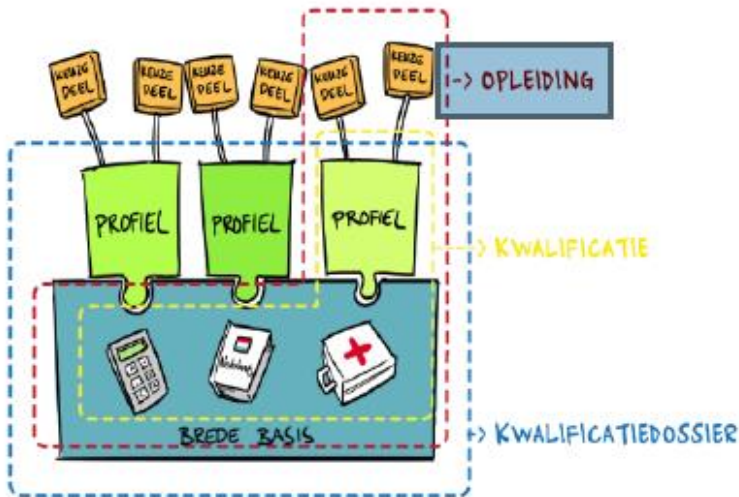 KEUZE DEEL
KEUZE DEEL
KEUZE DEEL
KEUZE DEEL
KEUZE DEEL
KEUZE DEEL
-> OPLEIDING
PROFIEL
PROFIEL
PROFIEL
-> KWALIFICATIE
BREDE BASIS
-> KWALIFICATIEDOSSIER